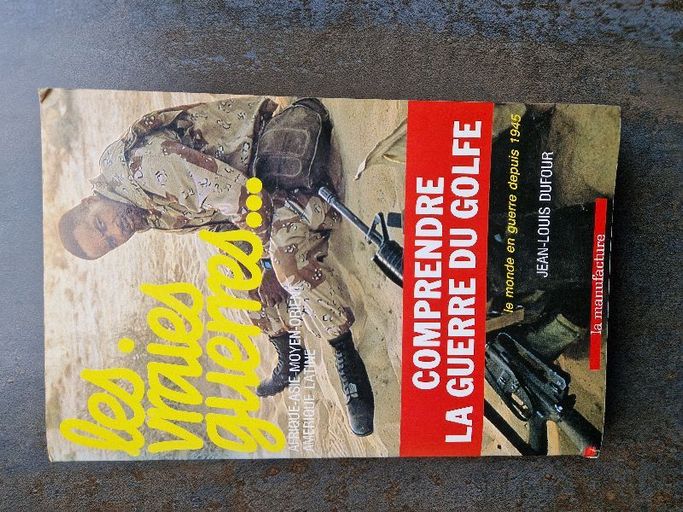 les
vraies
guerres...
AFRIQUE-ASIE-MOYEN-ORIENT
AMERIQUE LATINE
COMPRENDRE
LA GUERRE DU GOLFE
le monde en guerre depuis 1945
JEAN-LOUIS DUFOUR
la manufacture